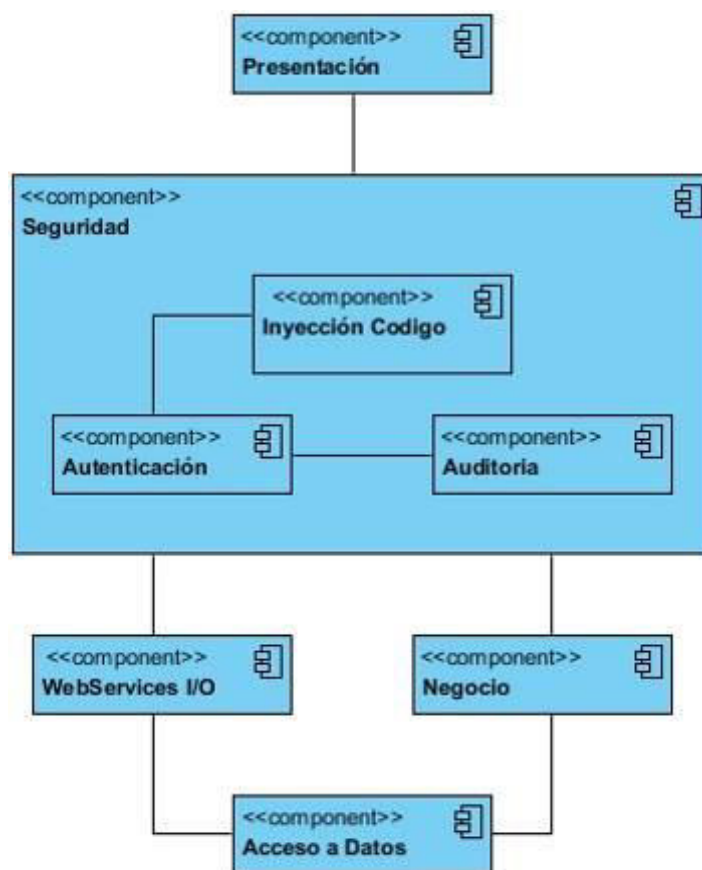 <<component>>
Presentación
<<component>>
Seguridad
<<component>>
Inyección Codigo
<<component>>
Autenticación
<<component>>
Auditoria
<<component>>
WebServices I/O
<<component>>
Negocio
<<component>>
Acceso a Datos